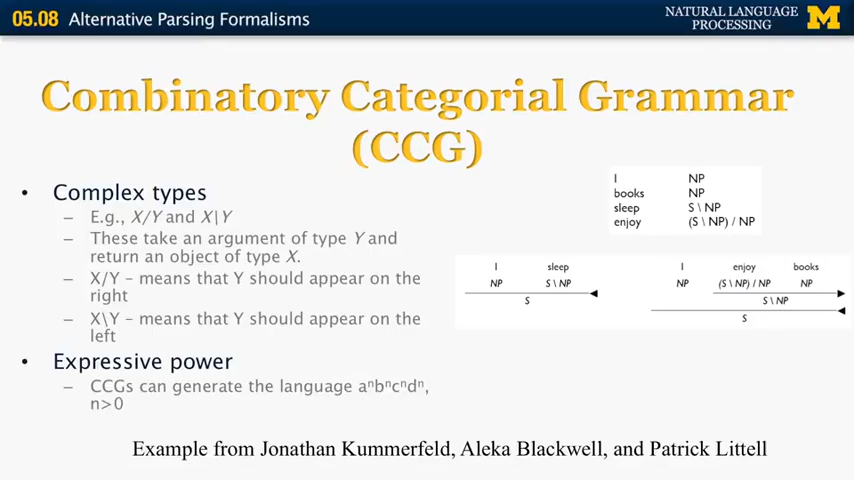 05.08 Alternative Parsing Formalisms
NATURAL LANGUAGE
PROCESSING
M
Combinatory Categorial Grammar
(CCG)
• Complex types
– E.g., X/Y and X\Y
– These take an argument of type Y and
return an object of type X.
– X/Y – means that Y should appear on the
right
– X\Y – means that Y should appear on the
left
• Expressive power
– CCGs can generate the language aⁿbⁿcⁿdⁿ,
n>0
I NP
books NP
sleep S \ NP
enjoy (S \ NP) / NP
I sleep
NP S \ NP
S
I enjoy books
NP (S \ NP) / NP NP
S \ NP
S
Example from Jonathan Kummerfeld, Aleka Blackwell, and Patrick Littell